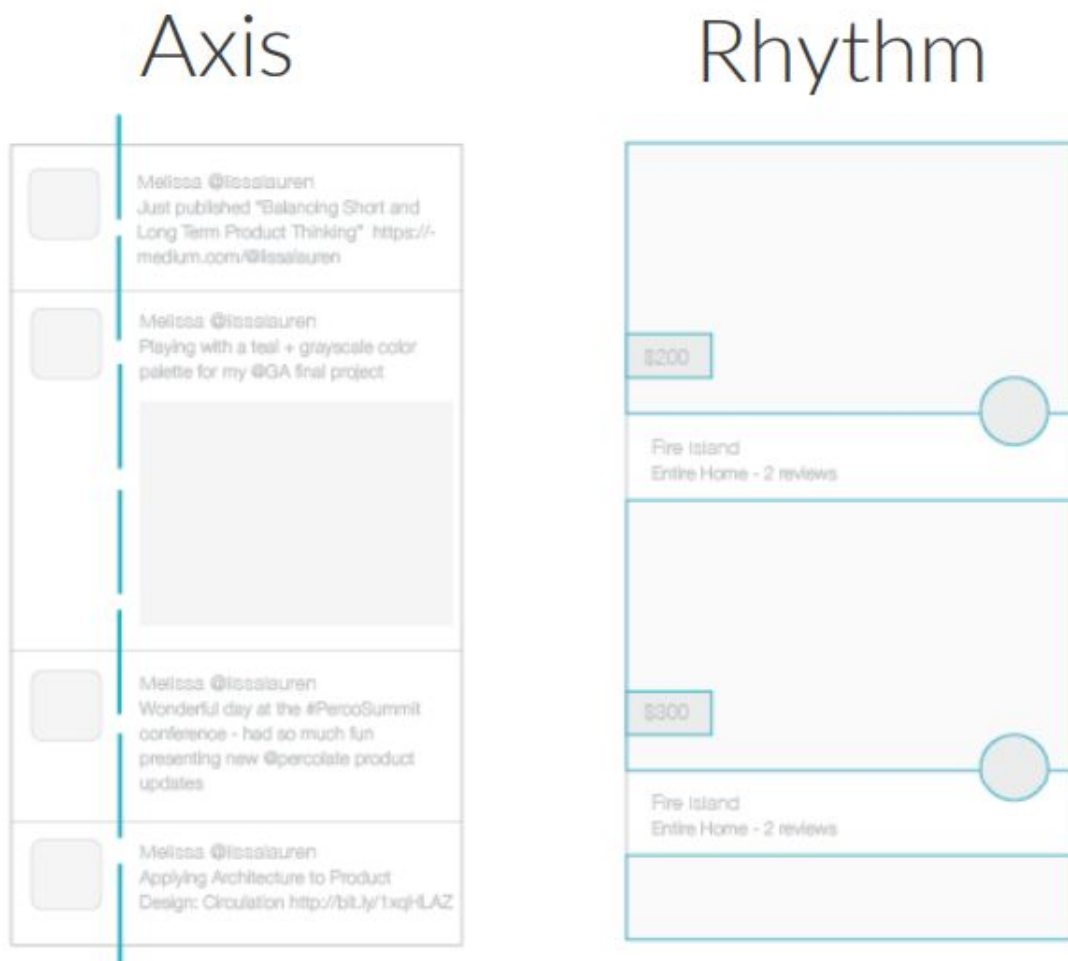 Axis
Melissa @lissalauren
Just published "Balancing Short and
Long Term Product Thinking" https://-
medium.com/@lissalauren
Melissa @lissalauren
Playing with a teal + grayscale color
palette for my @GA final project
Melissa @lissalauren
Wonderful day at the #PercoSummit
conference - had so much fun
presenting new @percolate product
updates
Melissa @lissalauren
Applying Architecture to Product
Design: Circulation http://bit.ly/1xqHLAZ
Rhythm
$200
Fire Island
Entire Home - 2 reviews
$300
Fire Island
Entire Home - 2 reviews